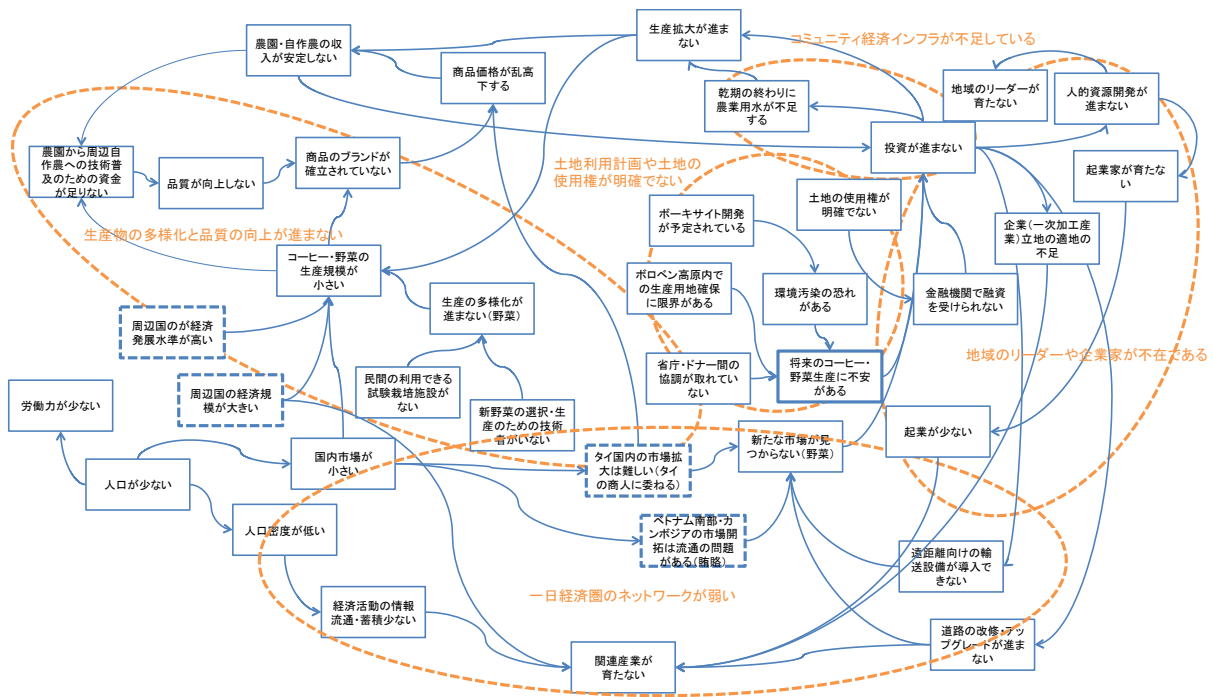 生産拡大が進ま
ない
コミュニティ経済インフラが不足している
農園・自作農の収
入が安定しない
商品価格が乱高
下する
乾期の終わりに
農業用水が不足
する
地域のリーダーが
育たない
人的資源開発が
進まない
農園から周辺自
作農への技術普
及のための資金
が足りない
品質が向上しない
商品のブランドが
確立されていない
土地利用計画や土地の
使用権が明確でない
投資が進まない
起業家が育たな
い
ボーキサイト開発
が予定されている
土地の使用権が
明確でない
企業(一次加工産
業)立地の適地の
不足
生産物の多様化と品質の向上が進まない
コーヒー・野菜の
生産規模が
小さい
ボロベン高原内で
の生産用地確保
に限界がある
環境汚染の恐れ
がある
金融機関で融資
を受けられない
生産の多様化が
進まない(野菜)
周辺国のが経済
発展水準が高い
地域のリーダーや企業家が不在である
省庁・ドナー間の
協調が取れてい
ない
将来のコーヒー・
野菜生産に不安
がある
民間の利用できる
試験栽培施設が
ない
周辺国の経済規
模が大きい
労働力が少ない
新野菜の選択・生
産のための技術
者がいない
起業が少ない
新たな市場が見
つからない(野菜)
国内市場が
小さい
タイ国内の市場拡
大は難しい(タイ
の商人に委ねる)
人口が少ない
人口密度が低い
ベトナム南部・カ
ンボジアの市場開
拓は流通の問題
がある(賄賂)
遠距離向けの輸
送設備が導入で
きない
一日経済圏のネットワークが弱い
経済活動の情報
流通・蓄積少ない
道路の改修・アッ
プグレードが進ま
ない
関連産業が
育たない